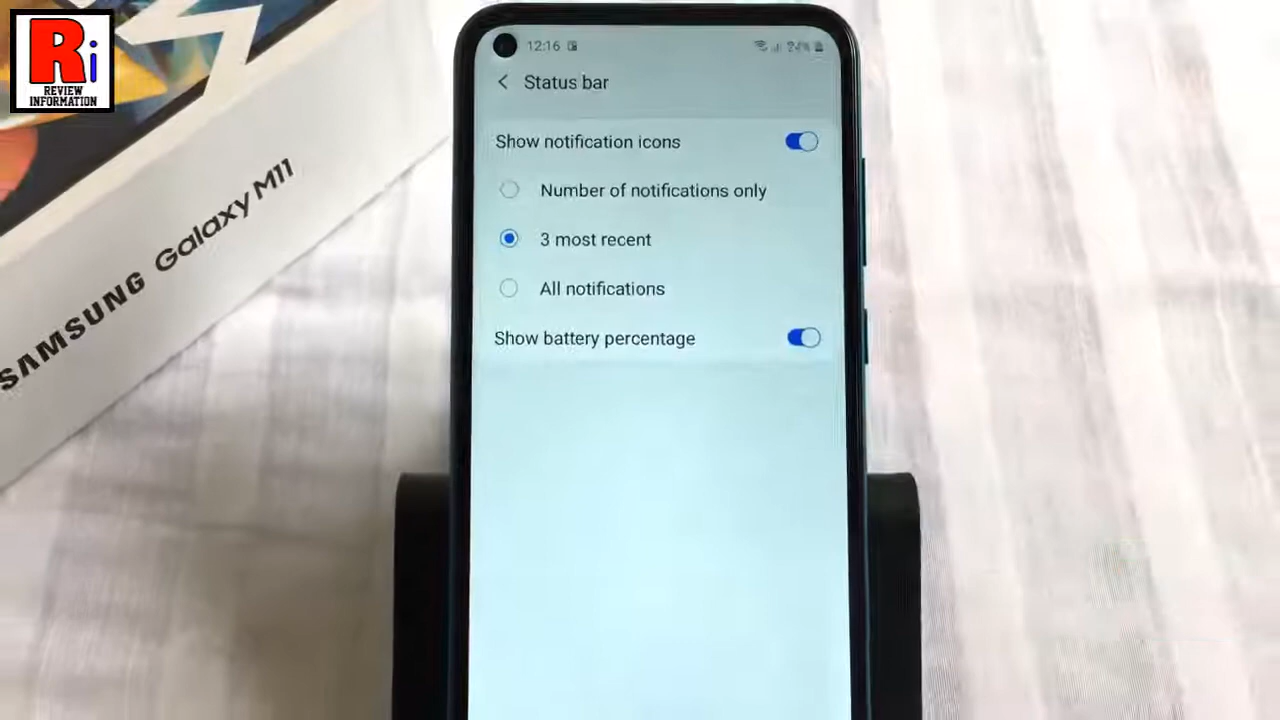 Ri
REVIEW
INFORMATION
SAMSUNG Galaxy M11
12:16
Status bar
Show notification icons
Number of notifications only
3 most recent
All notifications
Show battery percentage